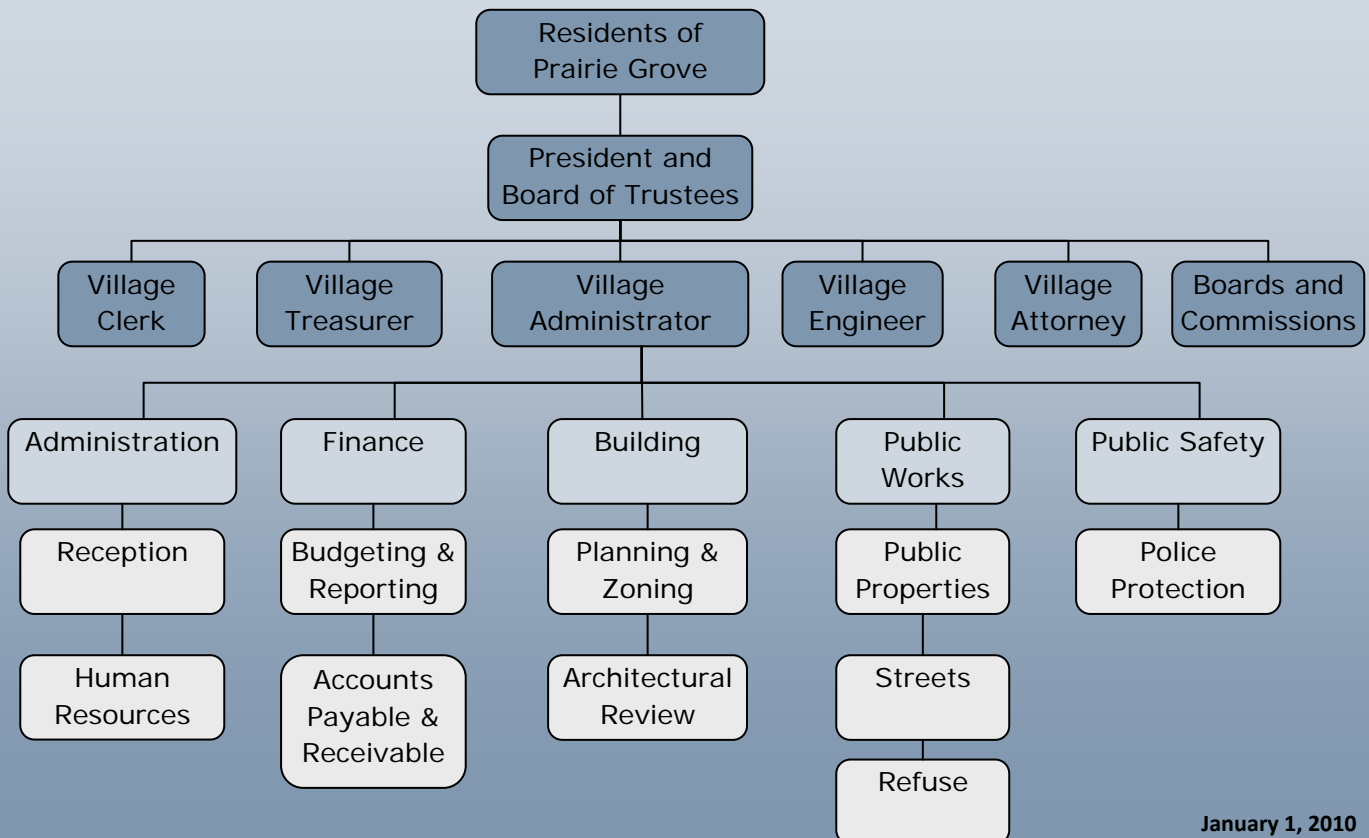 Residents of
Prairie Grove
President and
Board of Trustees
Village
Clerk
Village
Treasurer
Village
Administrator
Village
Engineer
Village
Attorney
Boards and
Commissions
Administration
Finance
Building
Public
Works
Public Safety
Reception
Budgeting &
Reporting
Planning &
Zoning
Public
Properties
Police
Protection
Human
Resources
Accounts
Payable &
Receivable
Architectural
Review
Streets
Refuse
January 1, 2010